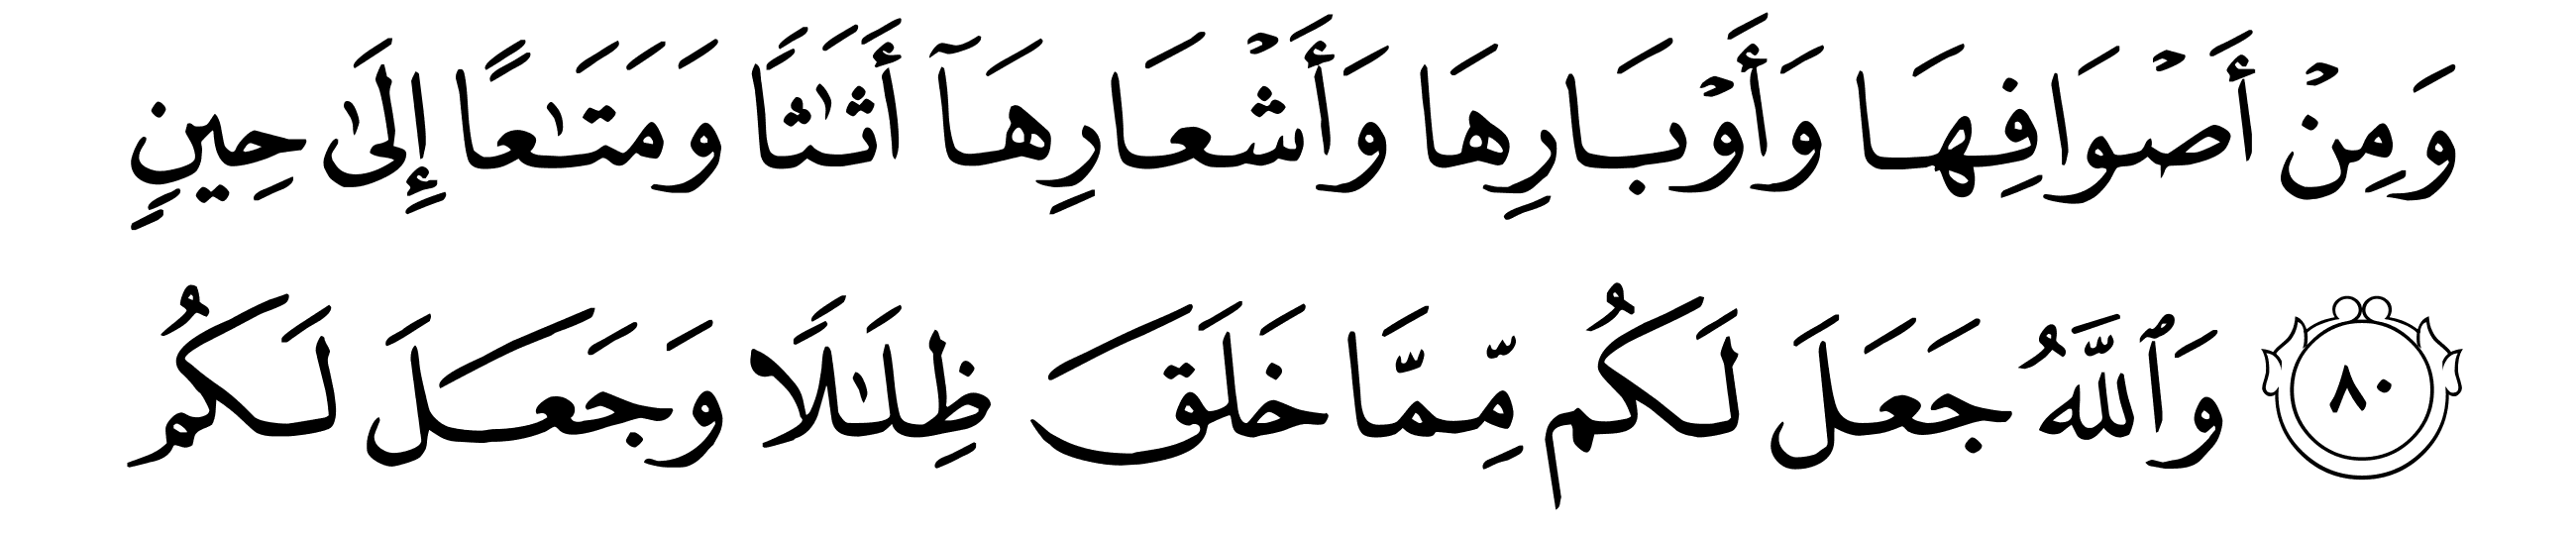 وَمِنْ أَصْوَافِهَا وَأَوْبَارِهَا وَأَشْعَارِهَآ أَثَـٰثًا وَمَتَـٰعًا إِلَىٰ حِينٍ
٨٠ وَٱللَّهُ جَعَلَ لَكُم مِّمَّا خَلَقَ ظِلَـٰلًا وَجَعَلَ لَكُم